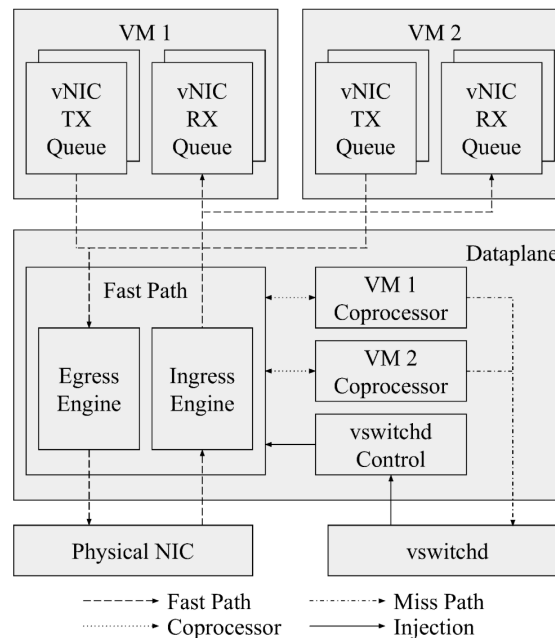 VM 1
vNIC
TX
Queue
vNIC
RX
Queue
VM 2
vNIC
TX
Queue
vNIC
RX
Queue
Dataplane
Fast Path
Egress
Engine
Ingress
Engine
VM 1
Coprocessor
VM 2
Coprocessor
vswitchd
Control
Physical NIC
vswitchd
Fast Path
Miss Path
Coprocessor
Injection